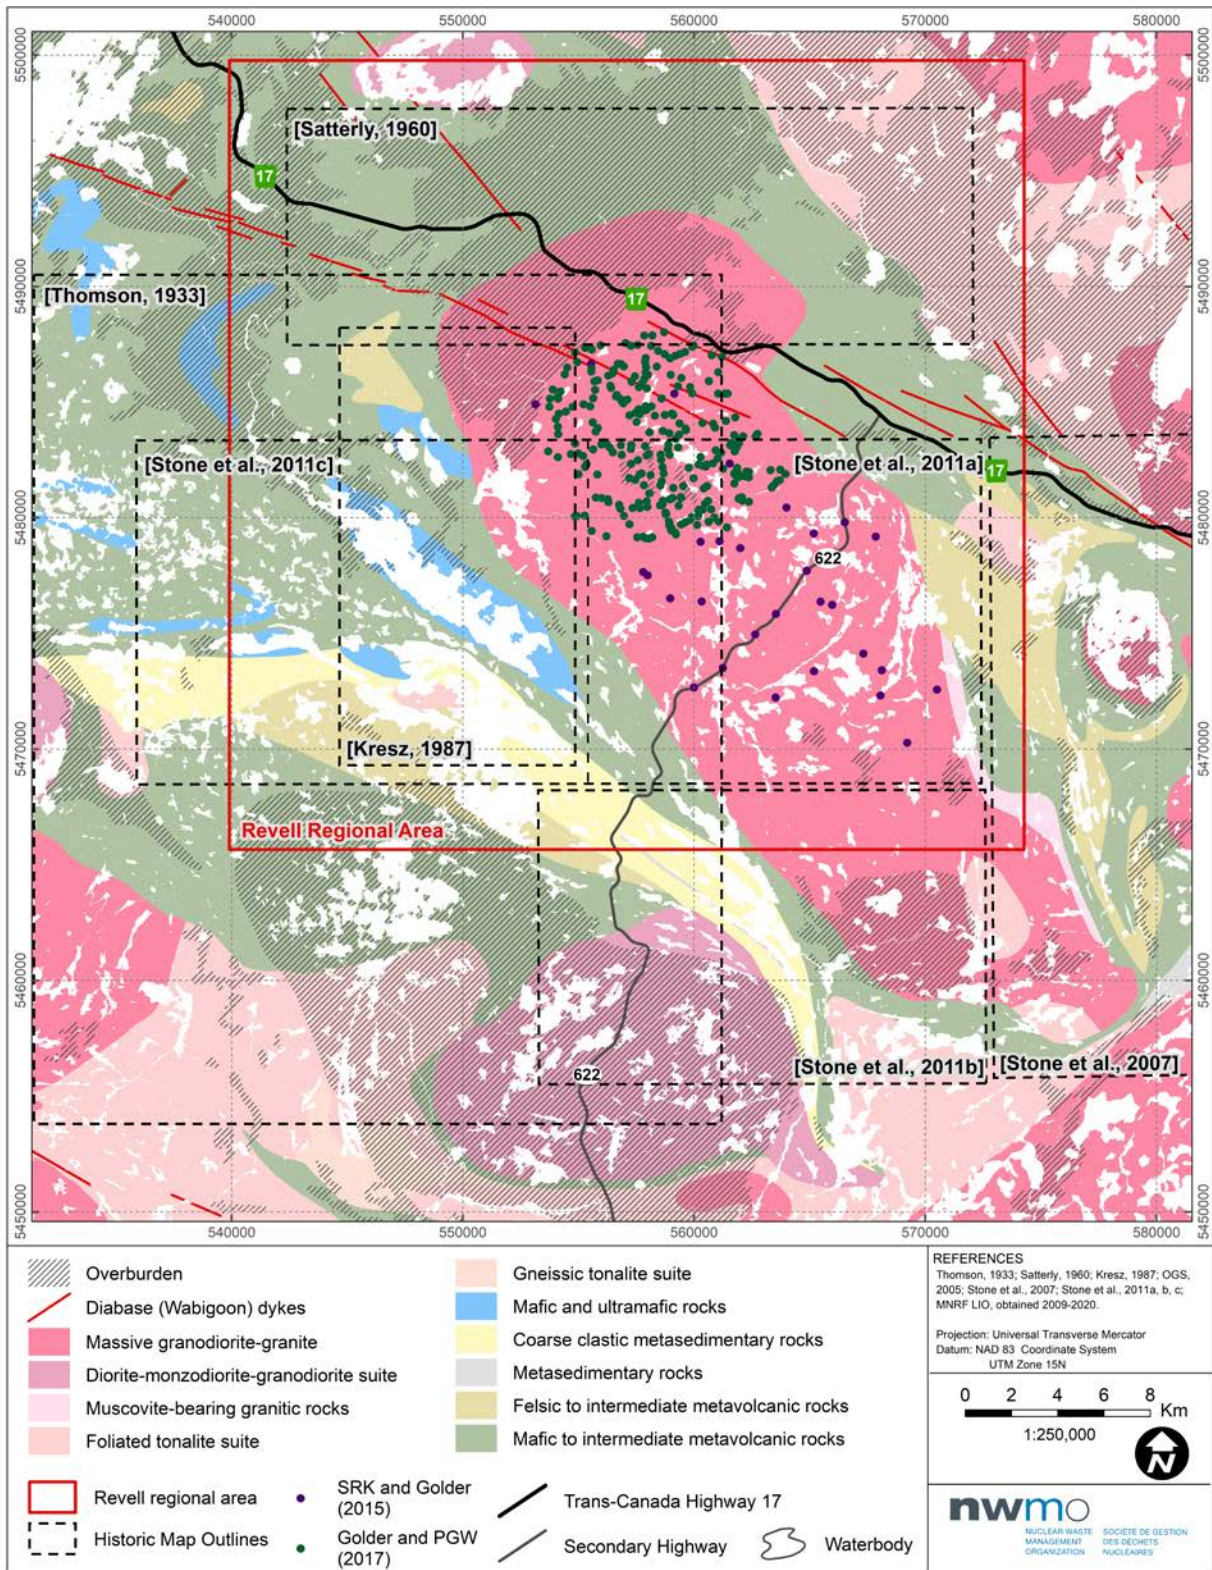 540000 550000 560000 570000 580000
5500000 5500000
[Satterly, 1960]
17
5490000 5490000
[Thomson, 1933]
17
[Stone et al., 2011c] [Stone et al., 2011a]
17
5480000 5480000
622
5470000 5470000
[Kresz, 1987]
Revell Regional Area
5460000 5460000
622
[Stone et al., 2011b] [Stone et al., 2007]
5450000 5450000
540000 550000 560000 570000 580000
Overburden
Diabase (Wabigoon) dykes
Massive granodiorite-granite
Diorite-monzodiorite-granodiorite suite
Muscovite-bearing granitic rocks
Foliated tonalite suite
Gneissic tonalite suite
Mafic and ultramafic rocks
Coarse clastic metasedimentary rocks
Metasedimentary rocks
Felsic to intermediate metavolcanic rocks
Mafic to intermediate metavolcanic rocks
Revell regional area
Historic Map Outlines
SRK and Golder
(2015)
Golder and PGW
(2017)
Trans-Canada Highway 17
Secondary Highway
Waterbody
REFERENCES
Thomson, 1933; Satterly, 1960; Kresz, 1987; OGS,
2005; Stone et al., 2007; Stone et al., 2011a, b, c;
MNRF LIO, obtained 2009-2020.
Projection: Universal Transverse Mercator
Datum: NAD 83 Coordinate System
UTM Zone 15N
0 2 4 6 8
Km
1:250,000
N
nwmo
NUCLEAR WASTE SOCIÉTÉ DE GESTION
MANAGEMENT DES DÉCHETS
ORGANIZATION NUCLÉAIRES